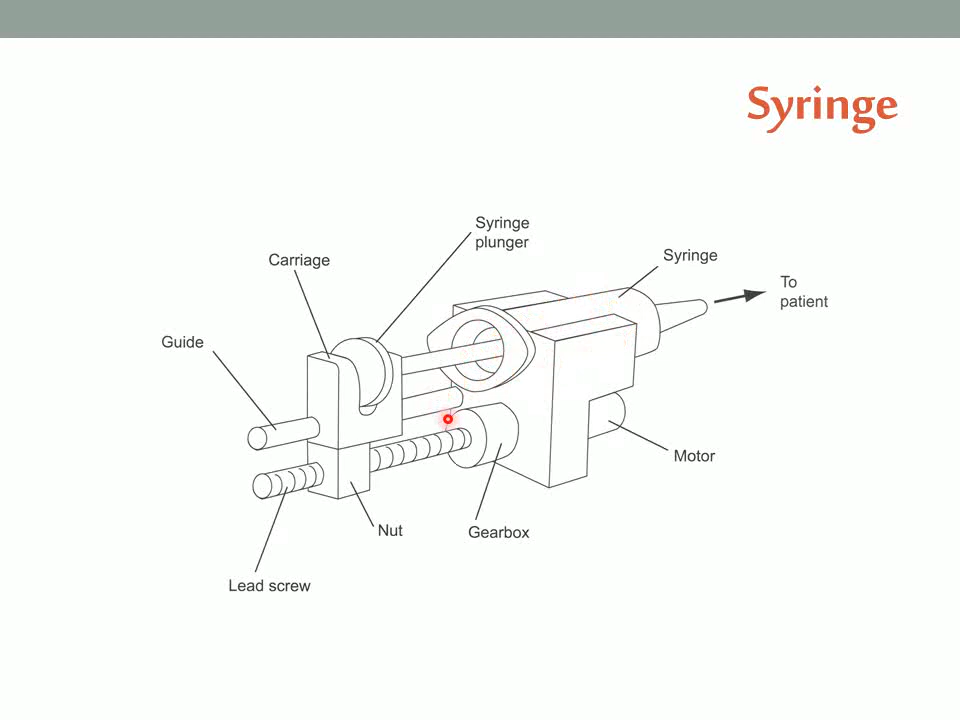 Syringe
Syringe
plunger
Carriage
Syringe
To
patient
Guide
Motor
Nut
Gearbox
Lead screw